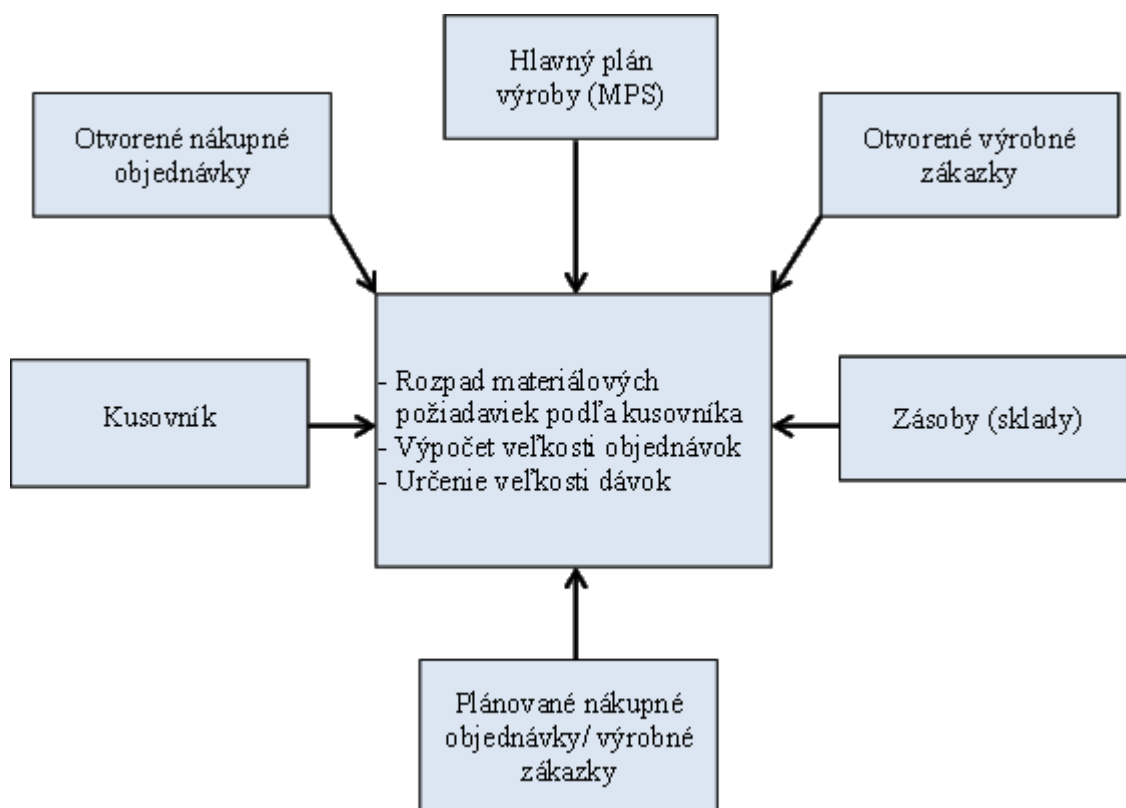 Hlavný plán
výroby (MPS)
Otvorené nákupné
objednávky
Otvorené výrobné
zákazky
Kusovník
- Rozpad materiálových
požiadaviek podľa kusovníka
- Výpočet veľkosti objednávok
- Určenie veľkosti dávok
Zásoby (sklady)
Plánované nákupné
objednávky/ výrobné
zákazky